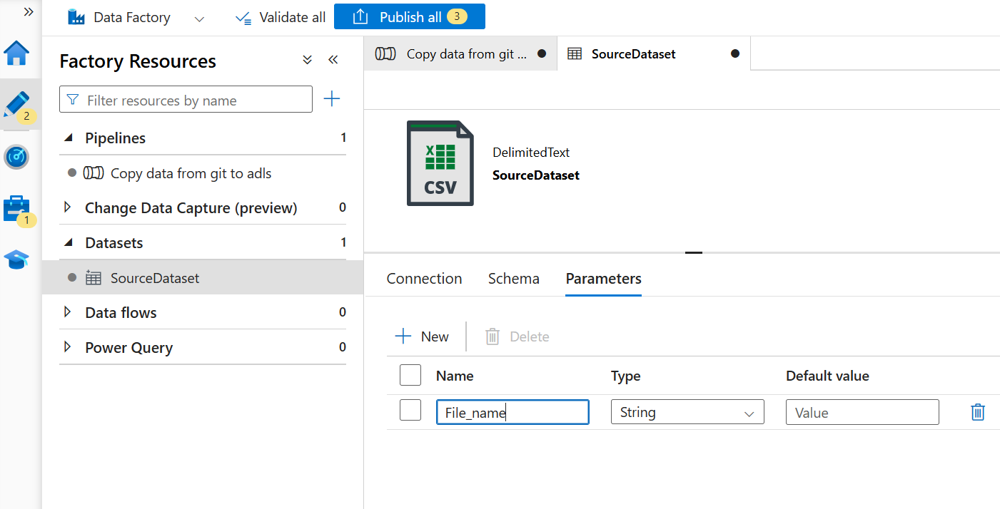 Data Factory
Validate all
Publish all 3
Factory Resources
Filter resources by name
2
1
Pipelines 1
Copy data from git to adls
Change Data Capture (preview) 0
Datasets 1
SourceDataset
Data flows 0
Power Query 0
Copy data from git ...
SourceDataset
X
CSV
DelimitedText
SourceDataset
Connection Schema Parameters
New Delete
Name Type Default value
File_name String Value